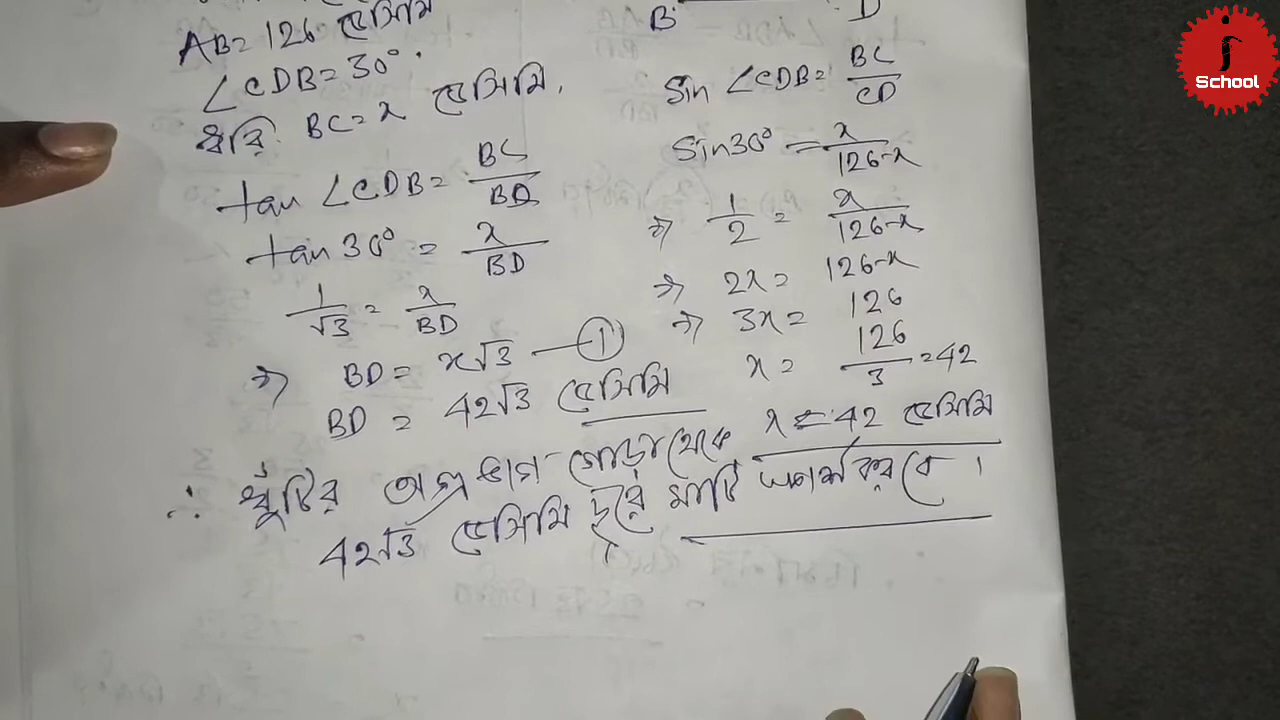 AB= 126 ডেসিমি
∠CDB= 30°.
ধরি, BC= x ডেসিমি.
tan ∠CDB= BC/BD
tan 30° = x/BD
1/√3 = x/BD
⇒ BD= x√3 — ①
BD = 42√3 ডেসিমি
B D
Sin ∠CDB= BC/CD
Sin30° = x/126-x
⇒ 1/2 = x/126-x
⇒ 2x= 126-x
⇒ 3x= 126
x= 126/3 =42
x = 42 ডেসিমি
∴ খুঁটির অগ্রভাগ গোড়া থেকে
42√3 ডেসিমি দূরে মাটি স্পর্শ করবে।
School